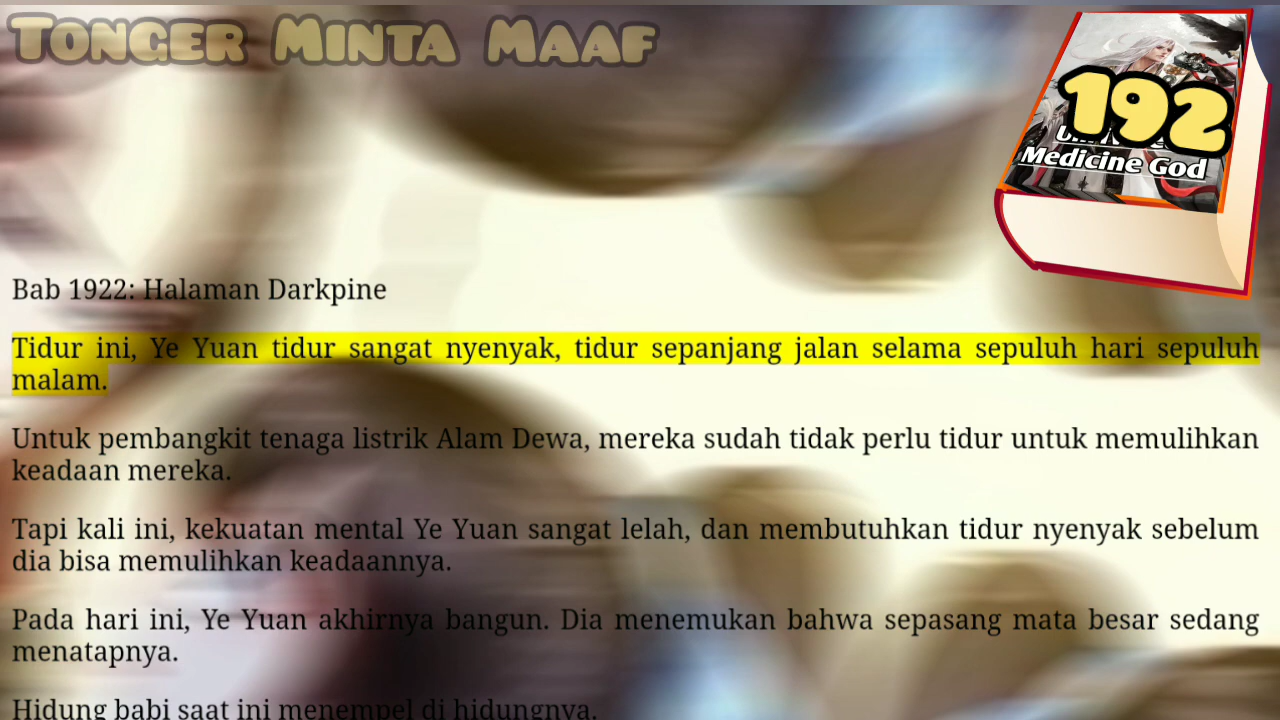 Tonger Minta Maaf
192
Medicine God
Bab 1922: Halaman Darkpine
Tidur ini, Ye Yuan tidur sangat nyenyak, tidur sepanjang jalan selama sepuluh hari sepuluh
malam.
Untuk pembangkit tenaga listrik Alam Dewa, mereka sudah tidak perlu tidur untuk memulihkan
keadaan mereka.
Tapi kali ini, kekuatan mental Ye Yuan sangat lelah, dan membutuhkan tidur nyenyak sebelum
dia bisa memulihkan keadaannya.
Pada hari ini, Ye Yuan akhirnya bangun. Dia menemukan bahwa sepasang mata besar sedang
menatapnya.
Hidung babi saat ini menempel di hidungnya.